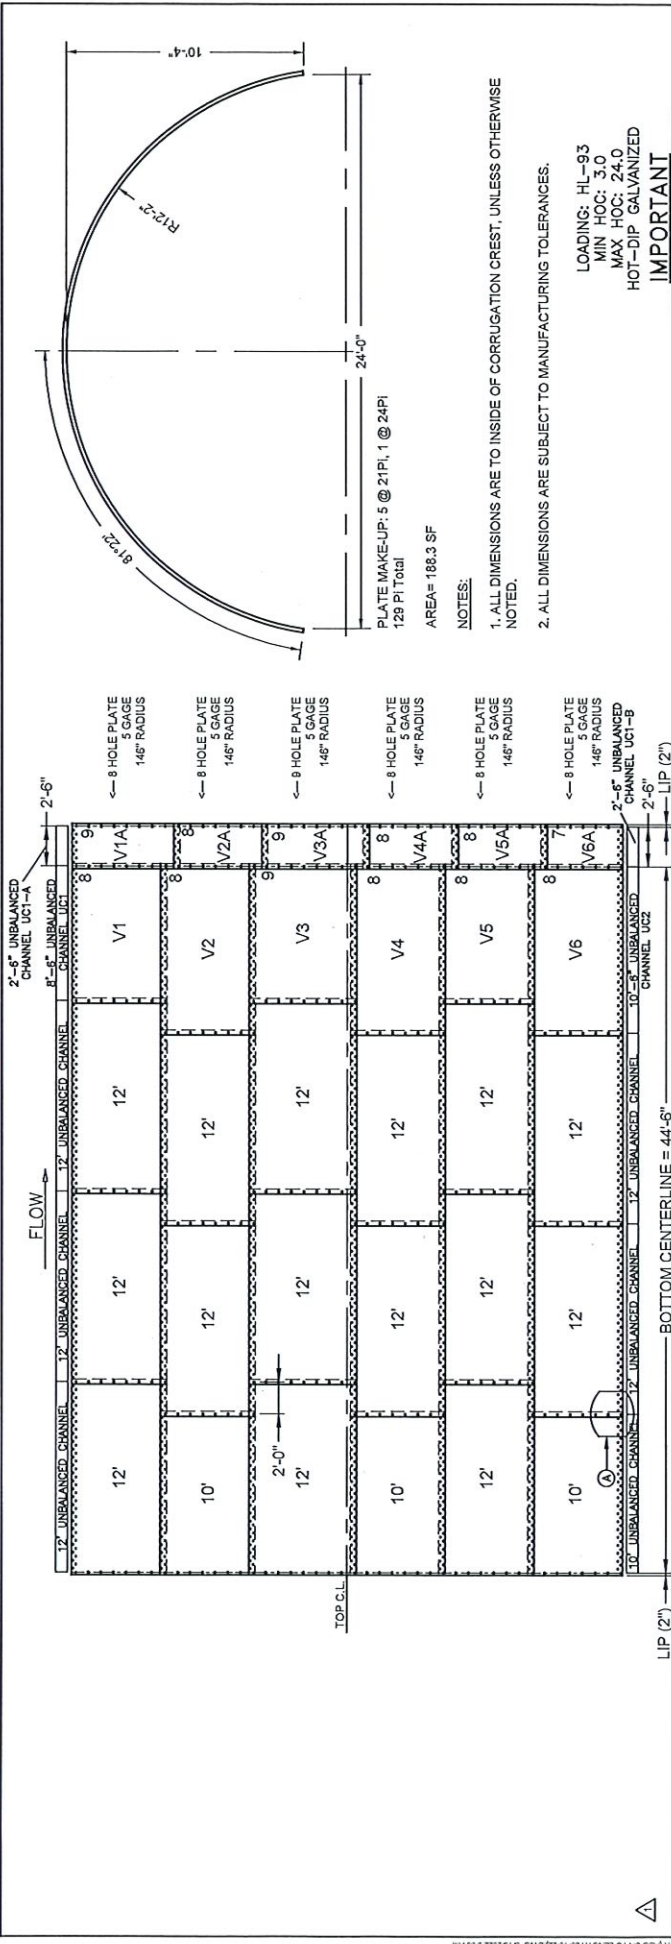 2'-6" UNBALANCED
CHANNEL UC1-A
8'-6" UNBALANCED
CHANNEL UC1
2'-6"
FLOW
12' UNBALANCED CHANNEL
12' UNBALANCED CHANNEL
12' UNBALANCED CHANNEL
12'
12'
12'
8
V1
9
V1A
<-- 8 HOLE PLATE
5 GAGE
146" RADIUS
10'
12'
12'
8
V2
8
V2A
<-- 8 HOLE PLATE
5 GAGE
146" RADIUS
2'-0"
12'
12'
12'
9
V3
9
V3A
<-- 9 HOLE PLATE
5 GAGE
146" RADIUS
TOP C.L.
10'
12'
12'
8
V4
8
V4A
<-- 8 HOLE PLATE
5 GAGE
146" RADIUS
12'
12'
12'
8
V5
8
V5A
<-- 8 HOLE PLATE
5 GAGE
146" RADIUS
10'
12'
12'
8
V6
7
V6A
<-- 8 HOLE PLATE
5 GAGE
146" RADIUS
A
10' UNBALANCED CHANNEL
12' UNBALANCED CHANNEL
12' UNBALANCED CHANNEL
10'-6" UNBALANCED
CHANNEL UC2
2'-6" UNBALANCED
CHANNEL UC1-B
2'-6"
LIP (2")
BOTTOM CENTERLINE = 44'-6"
LIP (2")
81°22'
R12'-2"
10'-4"
24'-0"
PLATE MAKE-UP: 5 @ 21Pi, 1 @ 24Pi
129 Pi Total
AREA= 188.3 SF
NOTES:
1. ALL DIMENSIONS ARE TO INSIDE OF CORRUGATION CREST, UNLESS OTHERWISE
NOTED.
2. ALL DIMENSIONS ARE SUBJECT TO MANUFACTURING TOLERANCES.
LOADING: HL-93
MIN HOC: 3.0
MAX HOC: 24.0
HOT-DIP GALVANIZED
IMPORTANT
1